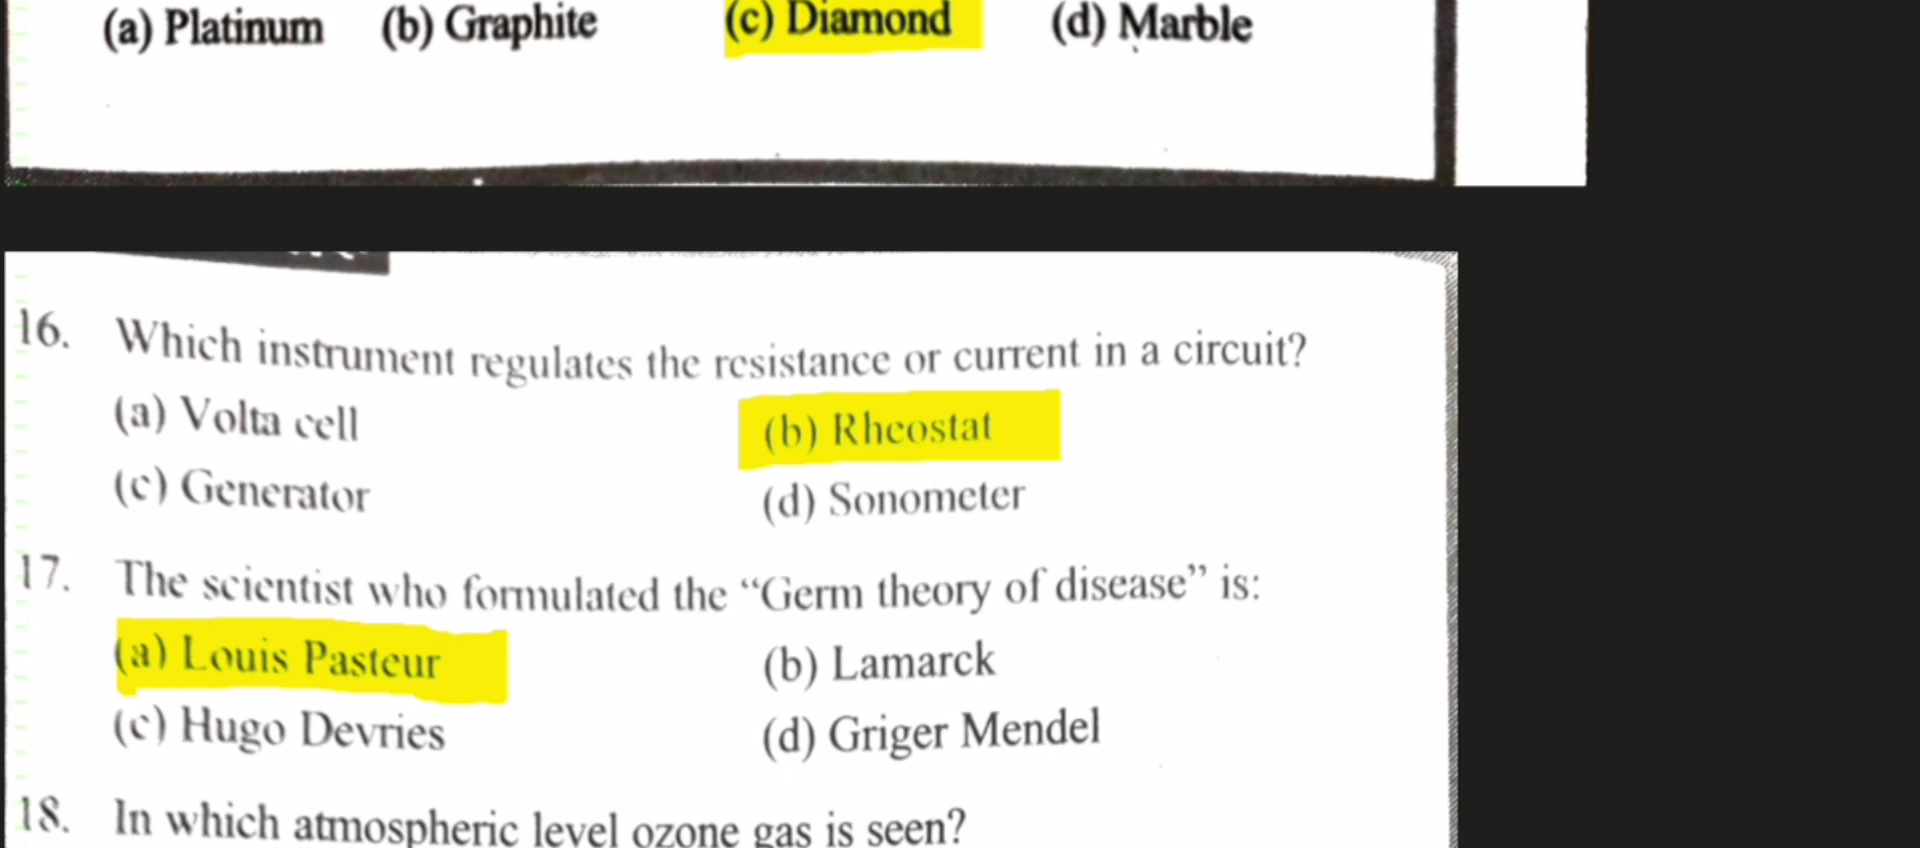 (a) Platinum (b) Graphite (c) Diamond (d) Marble
16. Which instrument regulates the resistance or current in a circuit?
(a) Volta cell (b) Rheostat
(c) Generator (d) Sonometer
17. The scientist who formulated the “Germ theory of disease” is:
(a) Louis Pasteur (b) Lamarck
(c) Hugo Devries (d) Griger Mendel
18. In which atmospheric level ozone gas is seen?